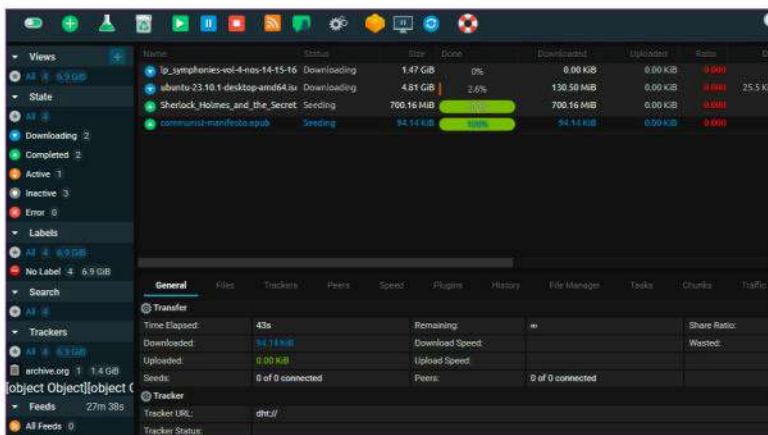 Views
All 4 6.9 GiB
State
All 4
Downloading 2
Completed 2
Active 1
Inactive 3
Error 0
Labels
All 4 6.9 GiB
No Label 4 6.9 GiB
Search
All 4
Trackers
All 4 6.9 GiB
archive.org 1 1.4 GiB
[object Object][object
Feeds 27m 38s
All Feeds 0
Name Status Size Done Downloaded Uploaded Ratio
lp_symphonies-vol-4-nos-14-15-16 Downloading 1.47 GiB 0% 0.00 KiB 0.00 KiB 0.000
ubuntu-23.10.1-desktop-amd64.iso Downloading 4.81 GiB 2.6% 130.50 MiB 0.00 KiB 0.000 25.5
Sherlock_Holmes_and_the_Secret Seeding 700.16 MiB 700.16 MiB 0.00 KiB 0.000
communist-manifesto.epub Seeding 94.14 KiB 100% 94.14 KiB 0.00 KiB 0.000
General Files Trackers Peers Speed Plugins History File Manager Tasks Chunks Traffic
Transfer
Time Elapsed: 43s Remaining: ∞ Share Ratio:
Downloaded: 94.14 KiB Download Speed: Wasted:
Uploaded: 0.00 KiB Upload Speed:
Seeds: 0 of 0 connected Peers: 0 of 0 connected
Tracker
Tracker URL: dht://
Tracker Status: